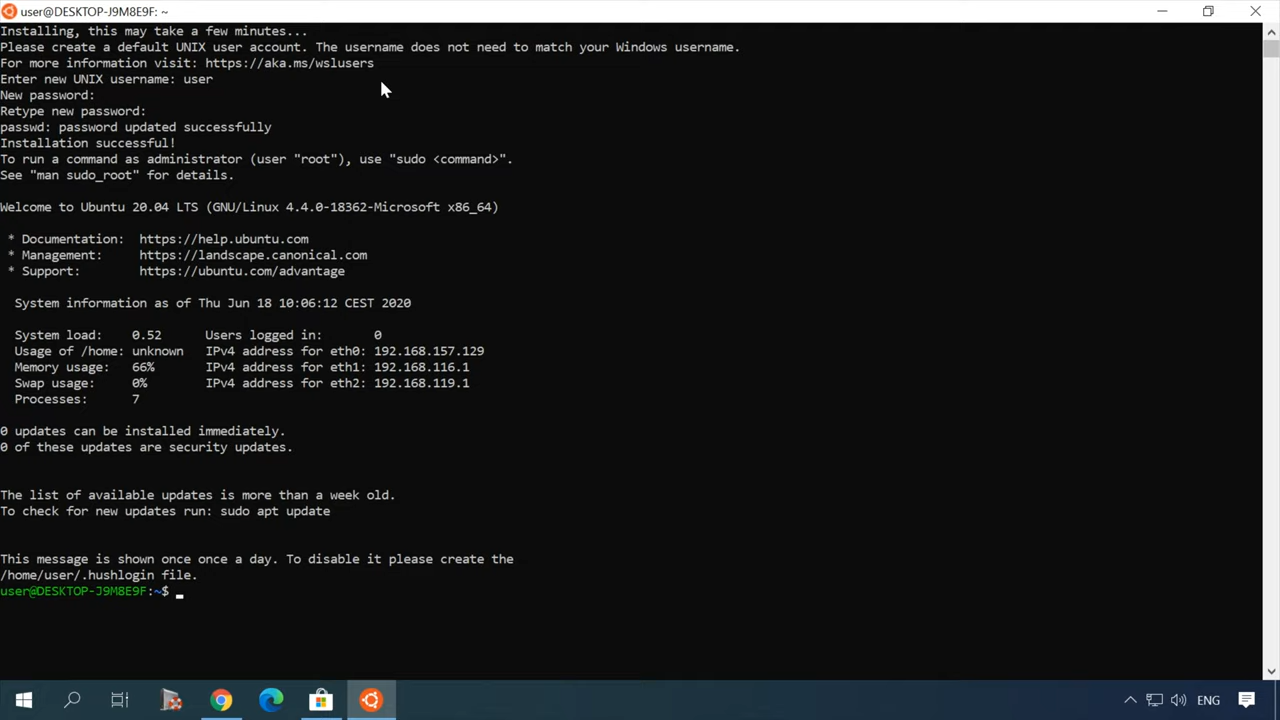 user@DESKTOP-J9M8E9F: ~
Installing, this may take a few minutes...
Please create a default UNIX user account. The username does not need to match your Windows username.
For more information visit: https://aka.ms/wslusers
Enter new UNIX username: user
New password:
Retype new password:
passwd: password updated successfully
Installation successful!
To run a command as administrator (user "root"), use "sudo <command>".
See "man sudo_root" for details.
Welcome to Ubuntu 20.04 LTS (GNU/Linux 4.4.0-18362-Microsoft x86_64)
* Documentation:  https://help.ubuntu.com
* Management:     https://landscape.canonical.com
* Support:        https://ubuntu.com/advantage
System information as of Thu Jun 18 10:06:12 CEST 2020
System load:    0.52      Users logged in:       0
Usage of /home: unknown   IPv4 address for eth0: 192.168.157.129
Memory usage:   66%       IPv4 address for eth1: 192.168.116.1
Swap usage:     0%        IPv4 address for eth2: 192.168.119.1
Processes:      7
0 updates can be installed immediately.
0 of these updates are security updates.
The list of available updates is more than a week old.
To check for new updates run: sudo apt update
This message is shown once once a day. To disable it please create the
/home/user/.hushlogin file.
user@DESKTOP-J9M8E9F:~$ _
ENG